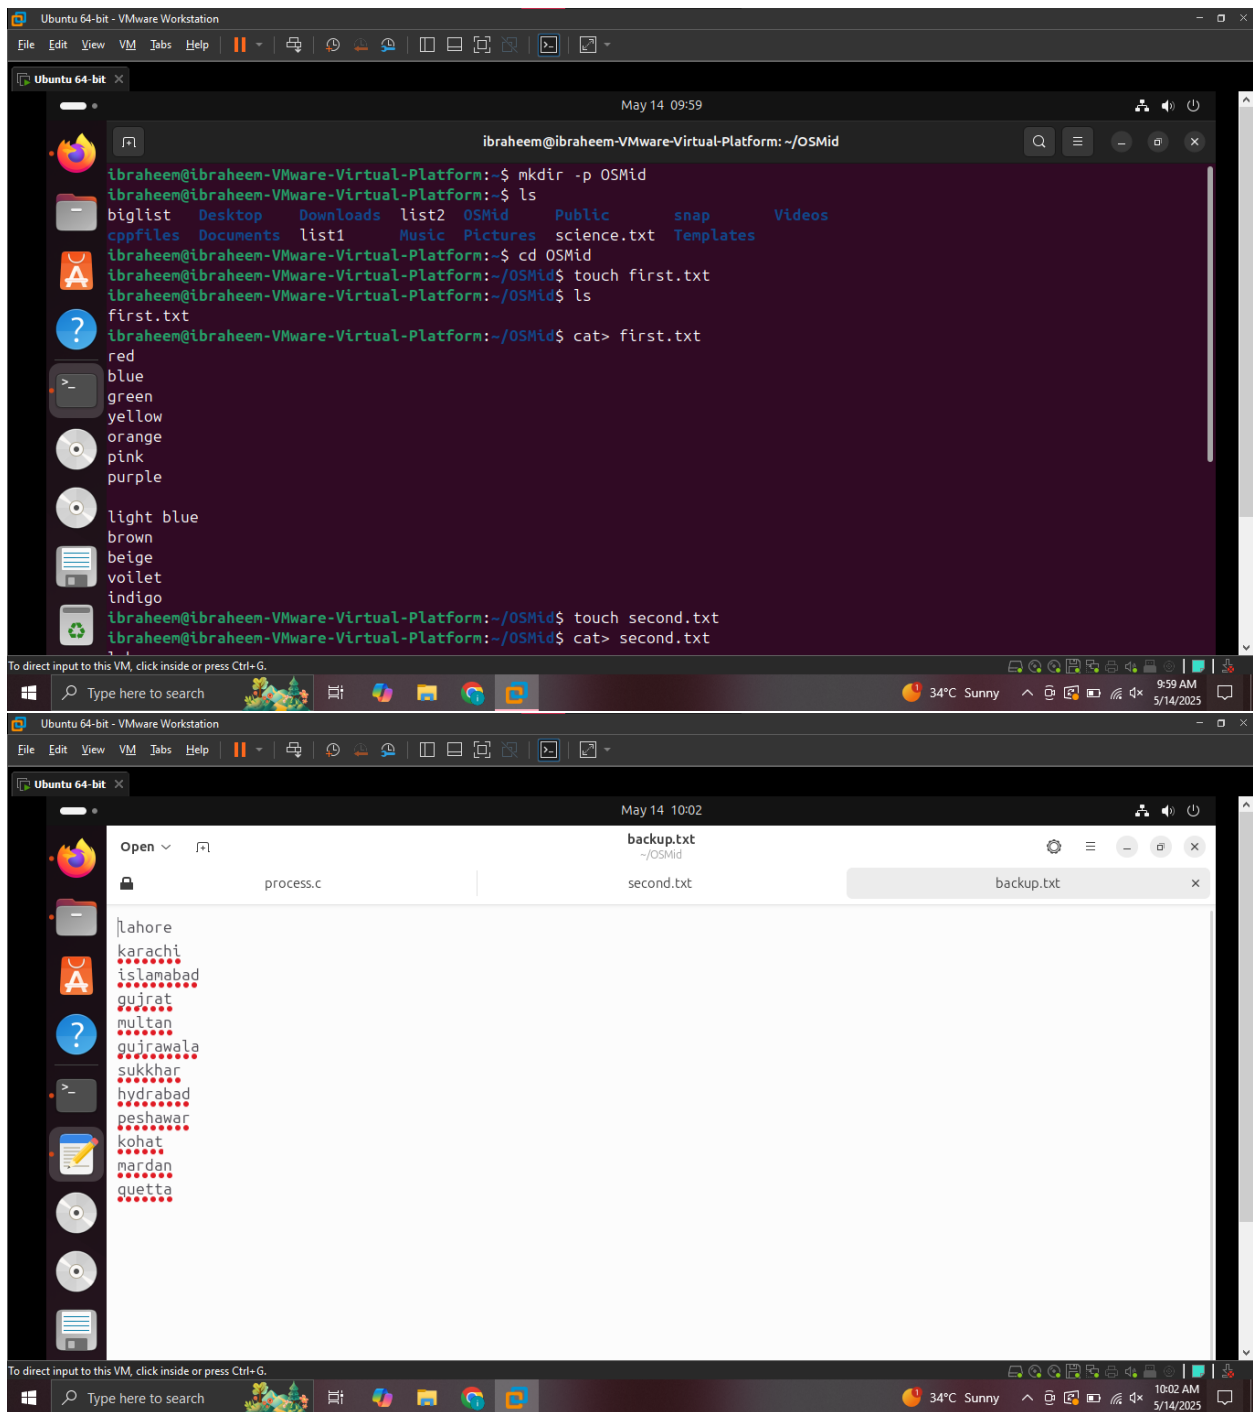 Ubuntu 64-bit - VMware Workstation
File Edit View VM Tabs Help
Ubuntu 64-bit
May 14 09:59
ibraheem@ibraheem-VMware-Virtual-Platform: ~/OSMid
ibraheem@ibraheem-VMware-Virtual-Platform:~$ mkdir -p OSMid
ibraheem@ibraheem-VMware-Virtual-Platform:~$ ls
biglist Desktop Downloads list2 OSMid Public snap Videos
cppfiles Documents list1 Music Pictures science.txt Templates
ibraheem@ibraheem-VMware-Virtual-Platform:~$ cd OSMid
ibraheem@ibraheem-VMware-Virtual-Platform:~/OSMid$ touch first.txt
ibraheem@ibraheem-VMware-Virtual-Platform:~/OSMid$ ls
first.txt
ibraheem@ibraheem-VMware-Virtual-Platform:~/OSMid$ cat> first.txt
red
blue
green
yellow
orange
pink
purple
light blue
brown
beige
voilet
indigo
ibraheem@ibraheem-VMware-Virtual-Platform:~/OSMid$ touch second.txt
ibraheem@ibraheem-VMware-Virtual-Platform:~/OSMid$ cat> second.txt
To direct input to this VM, click inside or press Ctrl+G.
Type here to search
34°C Sunny
9:59 AM
5/14/2025
Ubuntu 64-bit - VMware Workstation
File Edit View VM Tabs Help
Ubuntu 64-bit
May 14 10:02
Open
backup.txt
~/OSMid
process.c second.txt backup.txt
lahore
karachi
islamabad
gujrat
multan
gujrawala
sukkhar
hydrabad
peshawar
kohat
mardan
quetta
To direct input to this VM, click inside or press Ctrl+G.
Type here to search
34°C Sunny
10:02 AM
5/14/2025